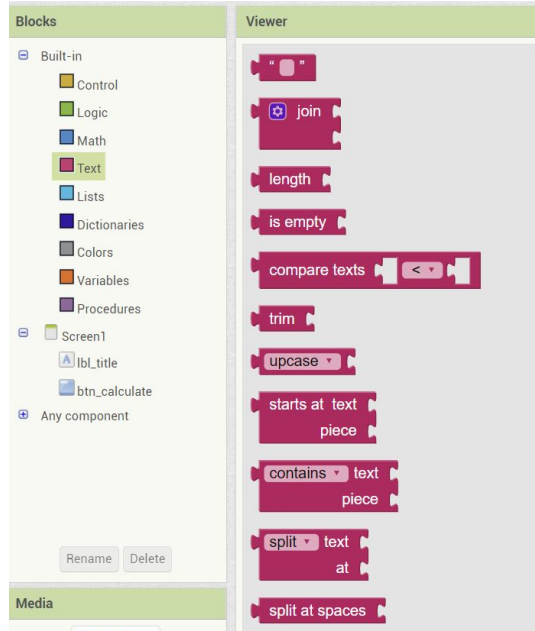 Blocks
Built-in
Control
Logic
Math
Text
Lists
Dictionaries
Colors
Variables
Procedures
Screen1
A lbl_title
btn_calculate
Any component
Rename Delete
Media
Viewer
“ ”
join
length
is empty
compare texts <
trim
upcase
starts at text
piece
contains text
piece
split text
at
split at spaces